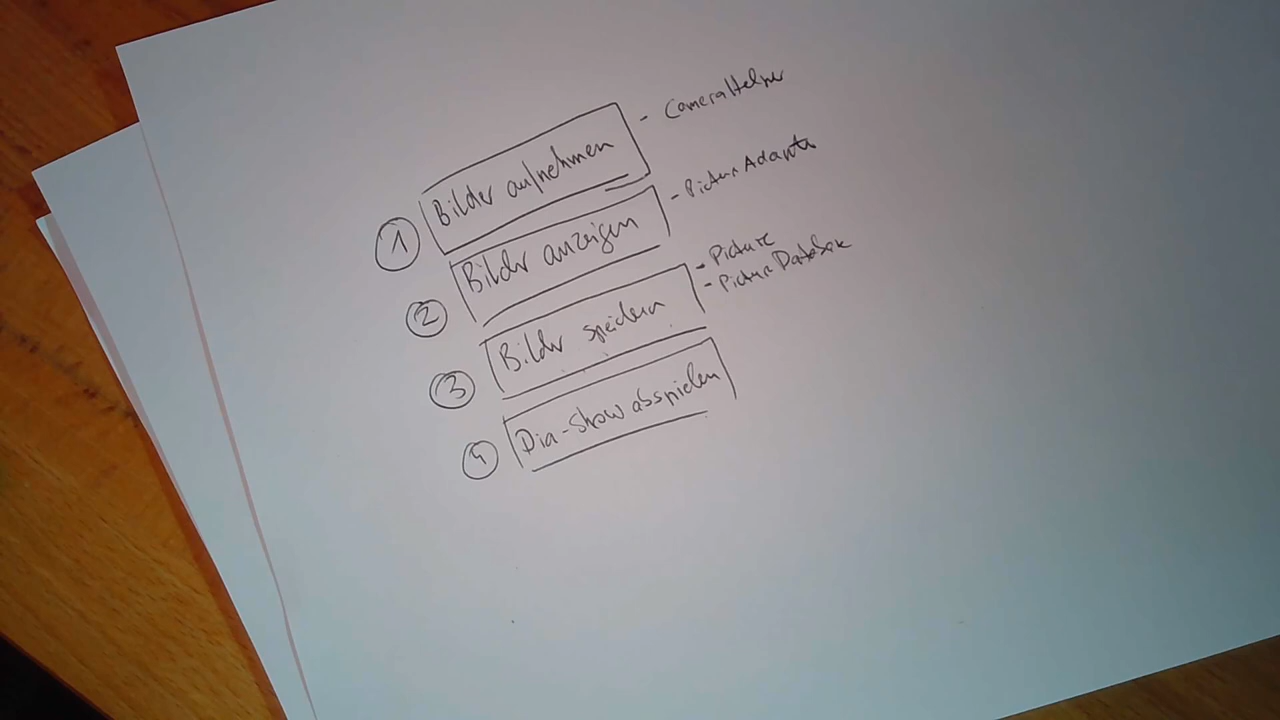 1 Bilder aufnehmen - CameraHelper
2 Bilder anzeigen - PictureAdapter
3 Bilder speichern - Picture
- PictureDatabase
4 Dia-Show abspielen